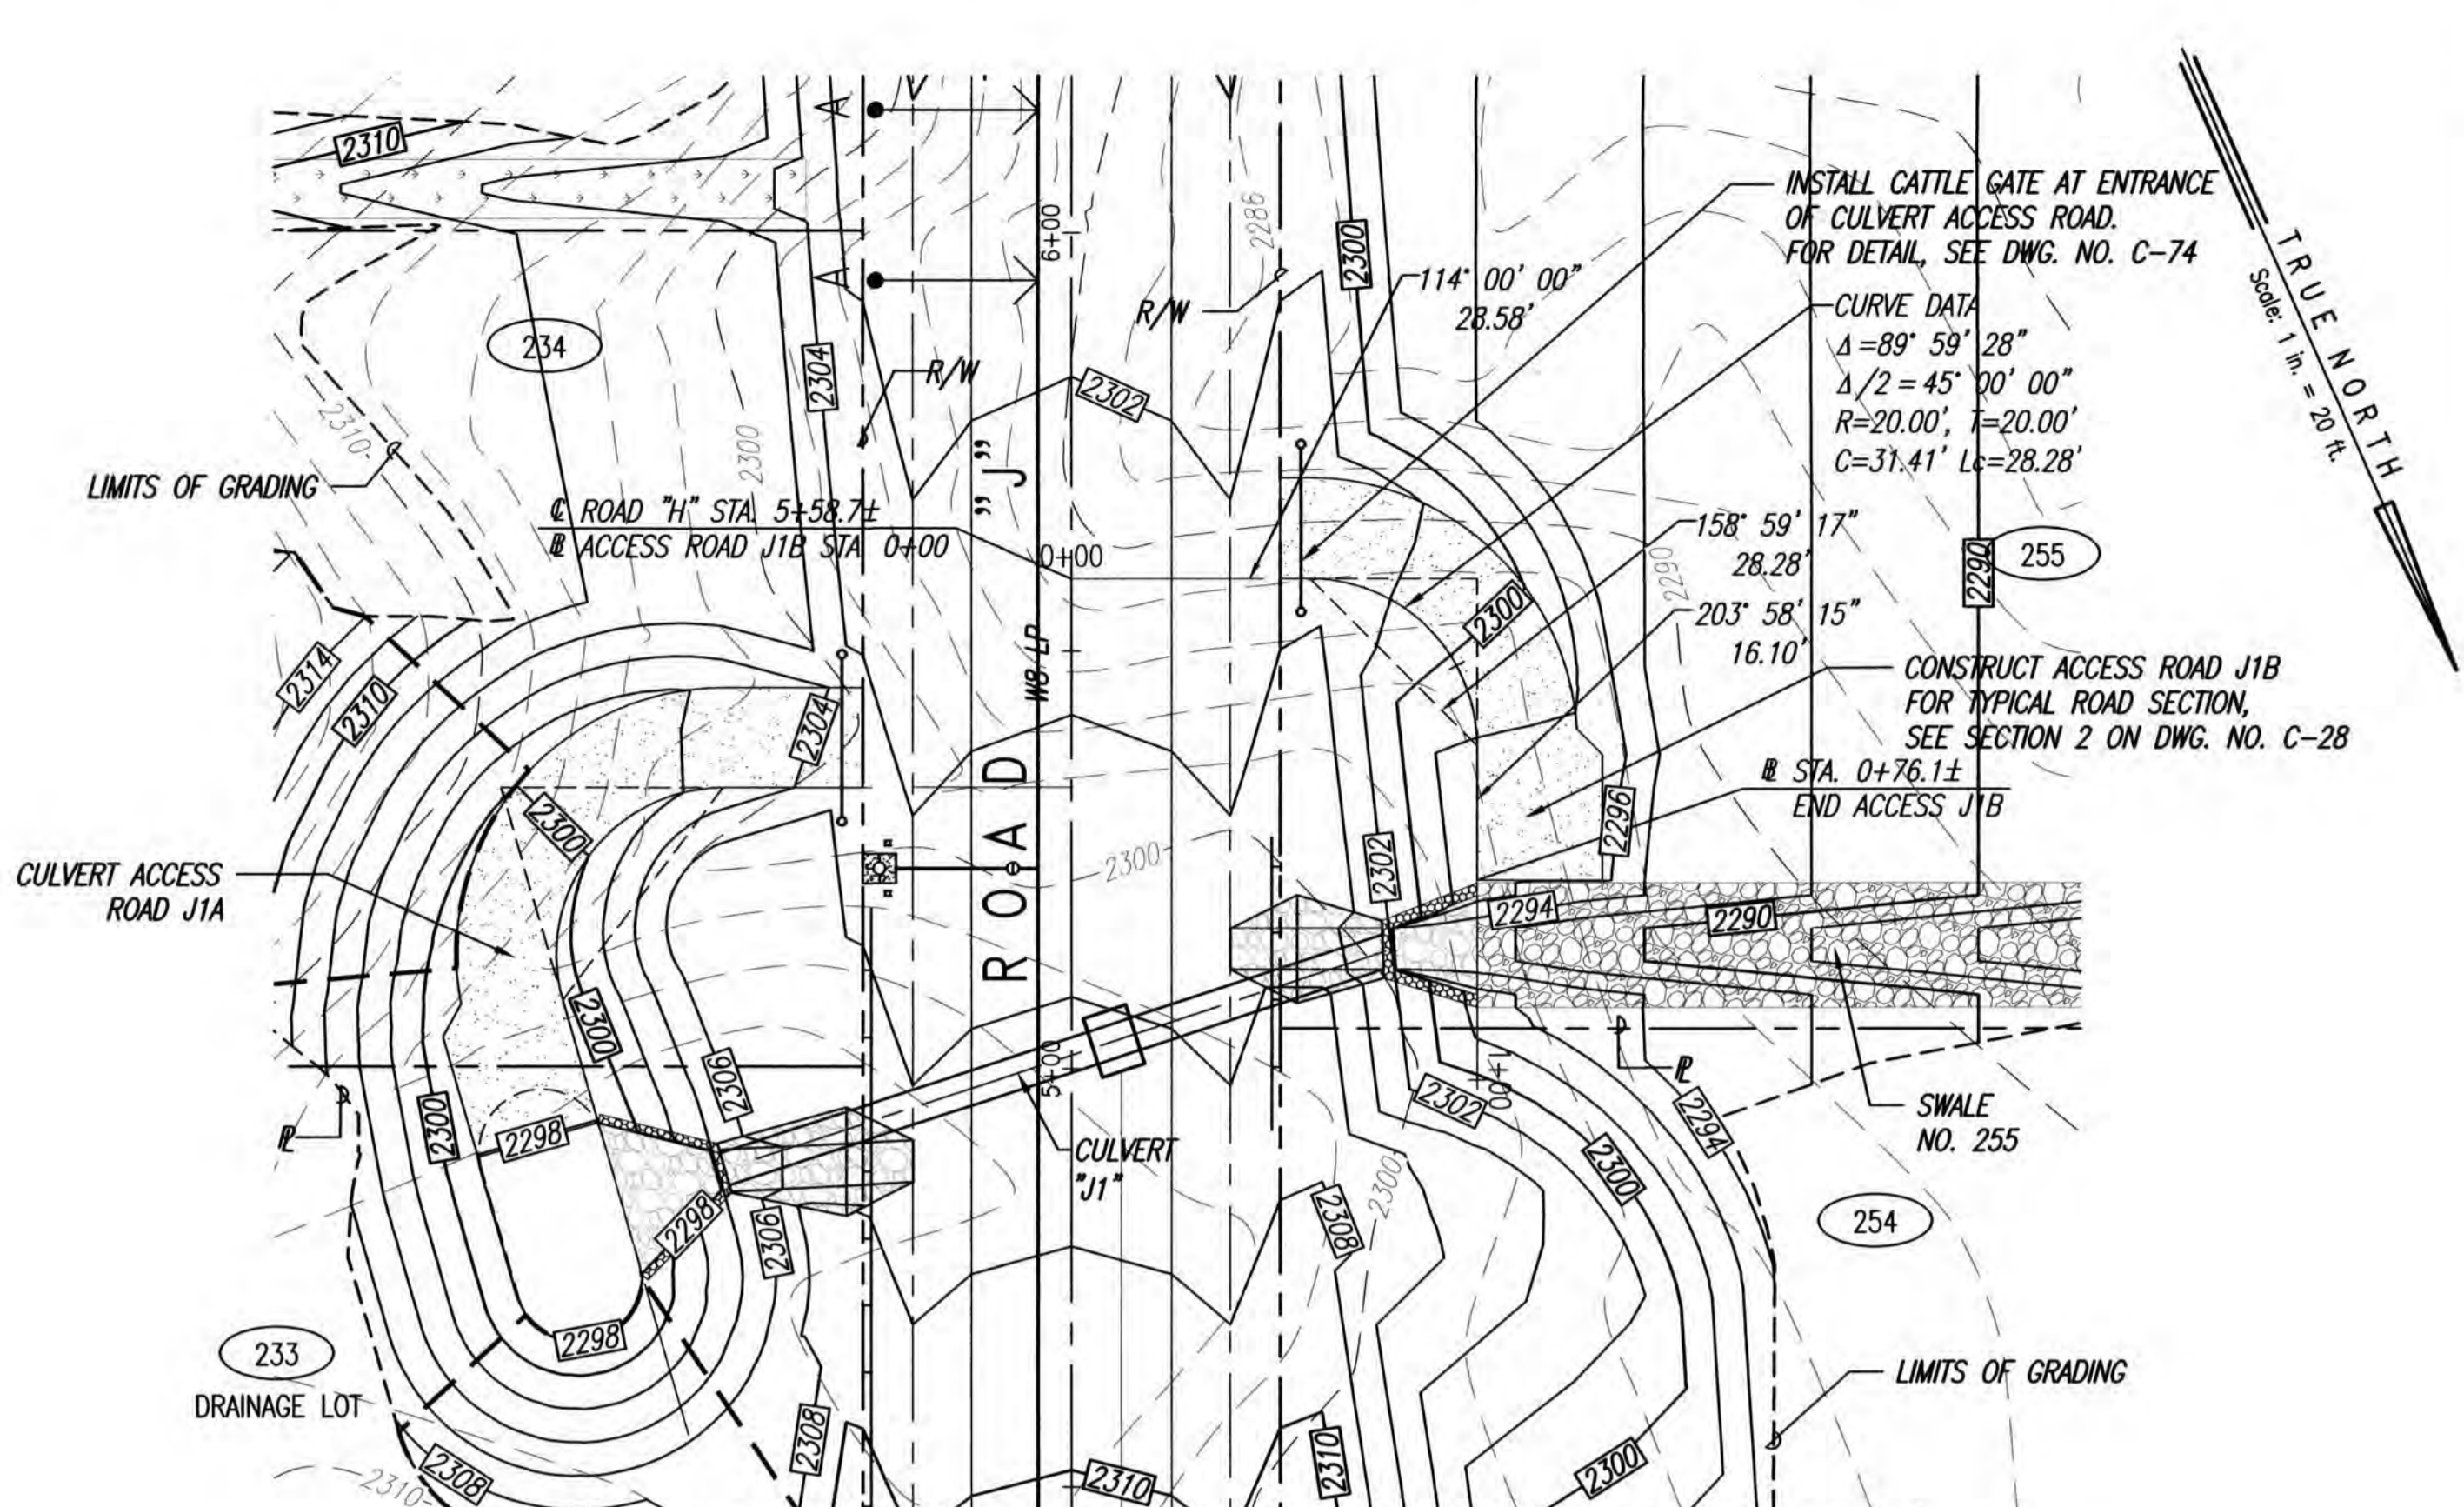 2310
A
6+00
2286
2300
INSTALL CATTLE GATE AT ENTRANCE
OF CULVERT ACCESS ROAD.
FOR DETAIL, SEE DWG. NO. C-74
TRUE NORTH
Scale: 1 in. = 20 ft.
A
114° 00' 00"
28.58'
R/W
CURVE DATA
Δ=89° 59' 28"
Δ/2=45° 00' 00"
R=20.00', T=20.00'
C=31.41' Lc=28.28'
234
2304
R/W
2302
2310
2300
LIMITS OF GRADING
℄ ROAD "H" STA. 5+58.7±
BL ACCESS ROAD J1B STA. 0+00
0+00
ROAD "J"
W8 LP
158° 59' 17"
28.28'
2290
2290
255
203° 58' 15"
16.10'
2300
CONSTRUCT ACCESS ROAD J1B
FOR TYPICAL ROAD SECTION,
SEE SECTION 2 ON DWG. NO. C-28
BL STA. 0+76.1±
END ACCESS J1B
2314
2310
2304
2300
2296
2300
2302
CULVERT ACCESS
ROAD J1A
2294
2290
2300
2306
5+00
1+00
2302
PL
2294
SWALE
NO. 255
PL
2300
2298
CULVERT
"J1"
2300
2300
2298
2306
2308
254
233
DRAINAGE LOT
2298
LIMITS OF GRADING
2308
2310
2308
2310
2310
2300